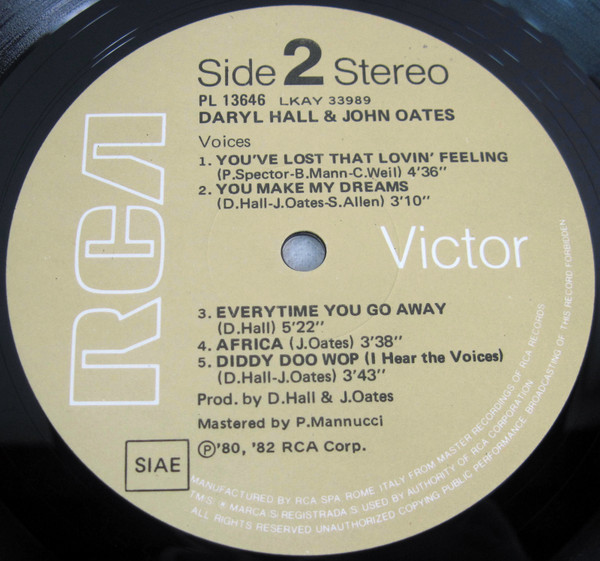 Side 2 Stereo
PL 13646 LKAY 33989
DARYL HALL & JOHN OATES
Voices
1. YOU'VE LOST THAT LOVIN' FEELING
(P.Spector-B.Mann-C.Weil) 4'36"
2. YOU MAKE MY DREAMS
(D.Hall-J.Oates-S.Allen) 3'10"
RCA
Victor
3. EVERYTIME YOU GO AWAY
(D.Hall) 5'22"
4. AFRICA (J.Oates) 3'38"
5. DIDDY DOO WOP (I Hear the Voices)
(D.Hall-J.Oates) 3'43"
Prod. by D.Hall & J.Oates
Mastered by P.Mannucci
Ⓟ'80, '82 RCA Corp.
SIAE
MANUFACTURED BY RCA SPA ROME ITALY FROM MASTER RECORDINGS OF RCA RECORDS
TMS ® MARCA(S) REGISTRADA(S) USED BY AUTHORITY OF RCA CORPORATION
ALL RIGHTS RESERVED UNAUTHORIZED COPYING PUBLIC PERFORMANCE BROADCASTING OF THIS RECORD FORBIDDEN